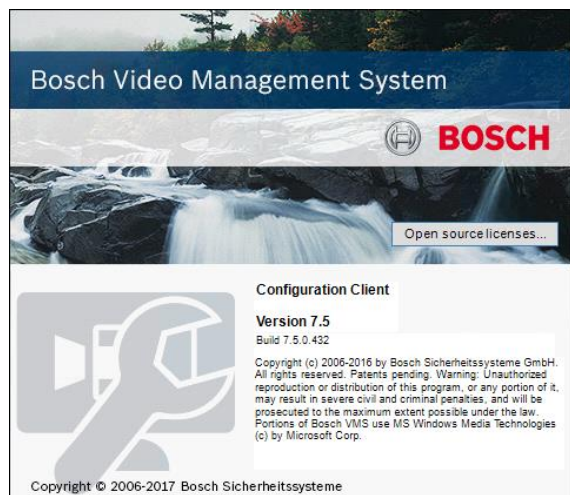 Bosch Video Management System
BOSCH
Open source licenses...
Configuration Client
Version 7.5
Build 7.5.0.432
Copyright (c) 2006-2016 by Bosch Sicherheitssysteme GmbH.
All rights reserved. Patents pending. Warning: Unauthorized
reproduction or distribution of this program, or any portion of it,
may result in severe civil and criminal penalties, and will be
prosecuted to the maximum extent possible under the law.
Portions of Bosch VMS use MS Windows Media Technologies
(c) by Microsoft Corp.
Copyright © 2006-2017 Bosch Sicherheitssysteme